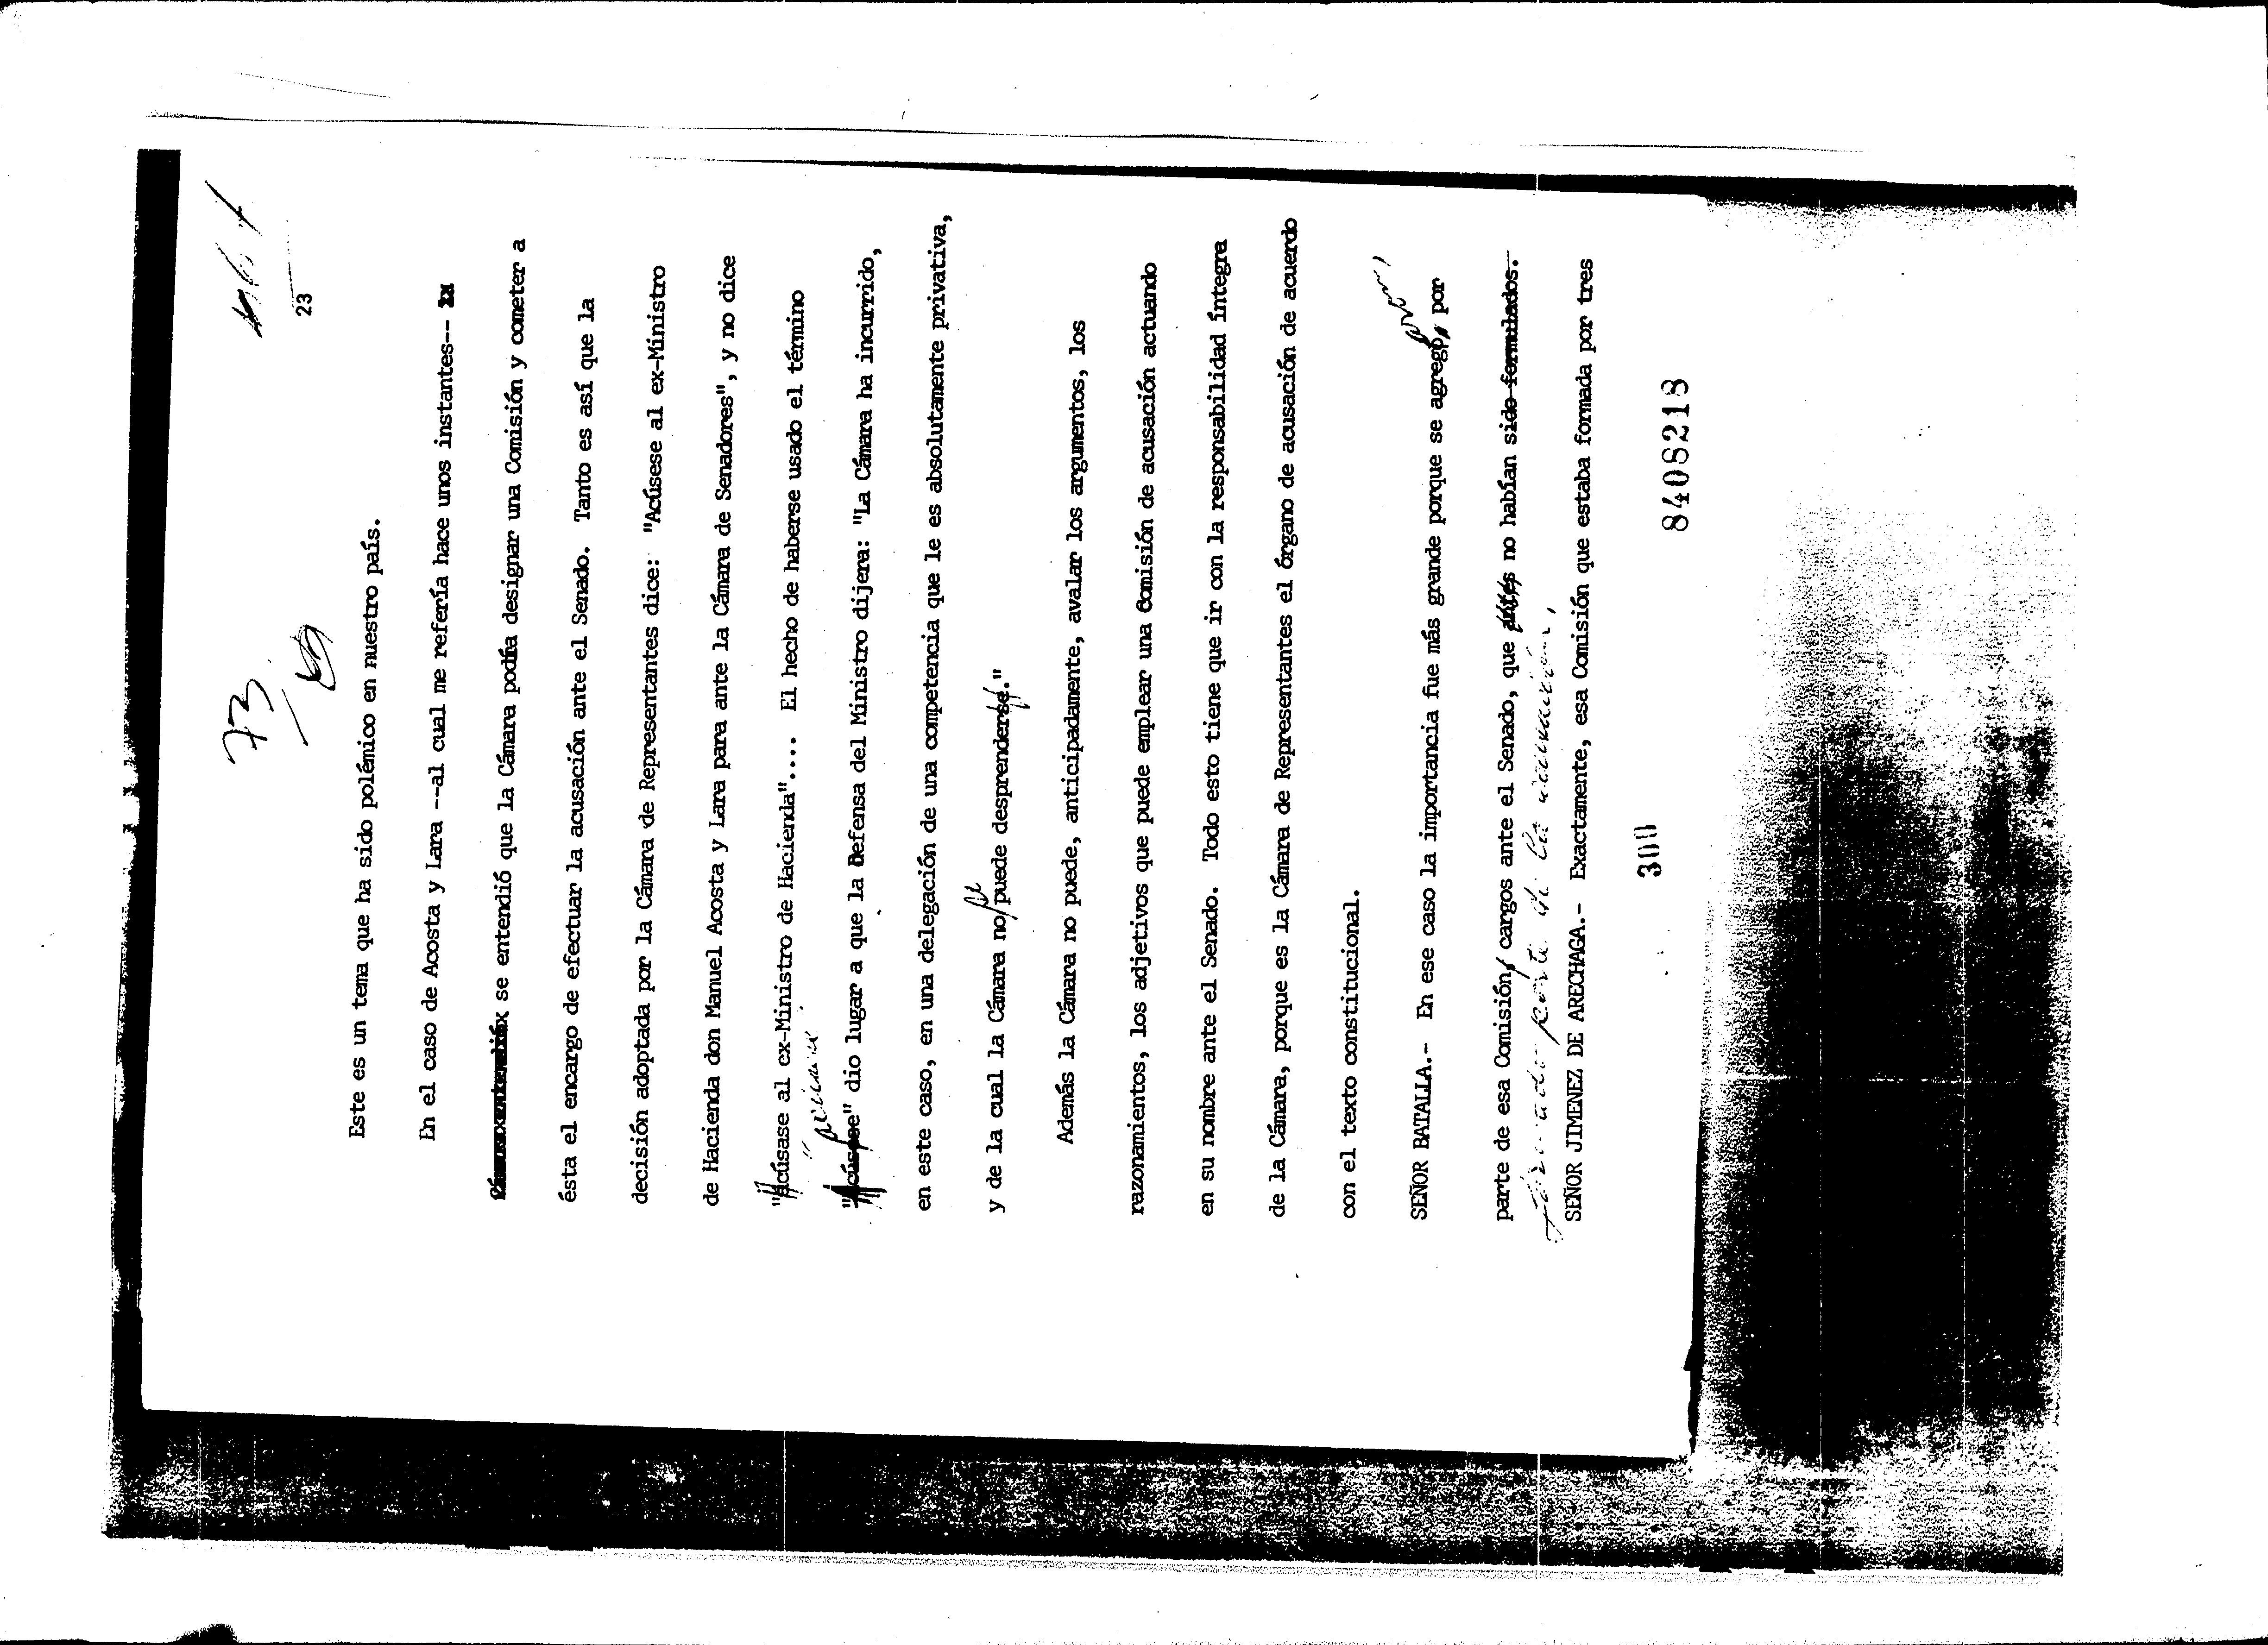 73
23
Este es un tema que ha sido polémico en nuestro país.
En el caso de Acosta y Lara --al cual me refería hace unos instantes--
se entendió que la Cámara podía designar una Comisión y cometer a
ésta el encargo de efectuar la acusación ante el Senado. Tanto es así que la
decisión adoptada por la Cámara de Representantes dice: "Acúsese al ex-Ministro
de Hacienda don Manuel Acosta y Lara para ante la Cámara de Senadores", y no dice
"acúsase al ex-Ministro de Hacienda".... El hecho de haberse usado el término
" dio lugar a que la Defensa del Ministro dijera: "La Cámara ha incurrido,
en este caso, en una delegación de una competencia que le es absolutamente privativa,
y de la cual la Cámara no se puede desprenderse."
Además la Cámara no puede, anticipadamente, avalar los argumentos, los
razonamientos, los adjetivos que puede emplear una Comisión de acusación actuando
en su nombre ante el Senado. Todo esto tiene que ir con la responsabilidad íntegra
de la Cámara, porque es la Cámara de Representantes el órgano de acusación de acuerdo
con el texto constitucional.
SEÑOR BATALLA.- En ese caso la importancia fue más grande porque se agregó, por
parte de esa Comisión, cargos ante el Senado, que no habían sido formulados.
parte de la
SEÑOR JIMENEZ DE ARECHAGA.- Exactamente, esa Comisión que estaba formada por tres
300
8408218